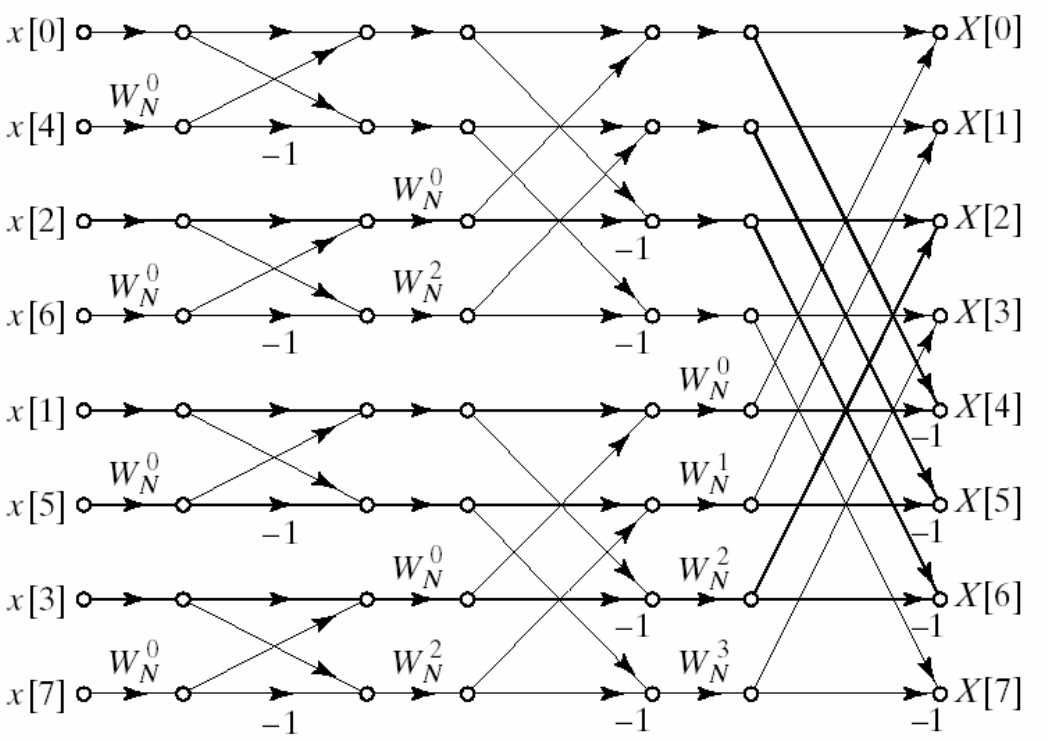 x[0] X[0]
W_N^0
x[4] –1 X[1]
W_N^0
x[2] –1 X[2]
W_N^0 W_N^2
x[6] –1 –1 X[3]
W_N^0
x[1] X[4]
–1
W_N^0 W_N^1
x[5] –1 X[5]
–1
W_N^0 W_N^2
x[3] –1 X[6]
–1
W_N^0 W_N^2 W_N^3
x[7] –1 –1 –1 X[7]